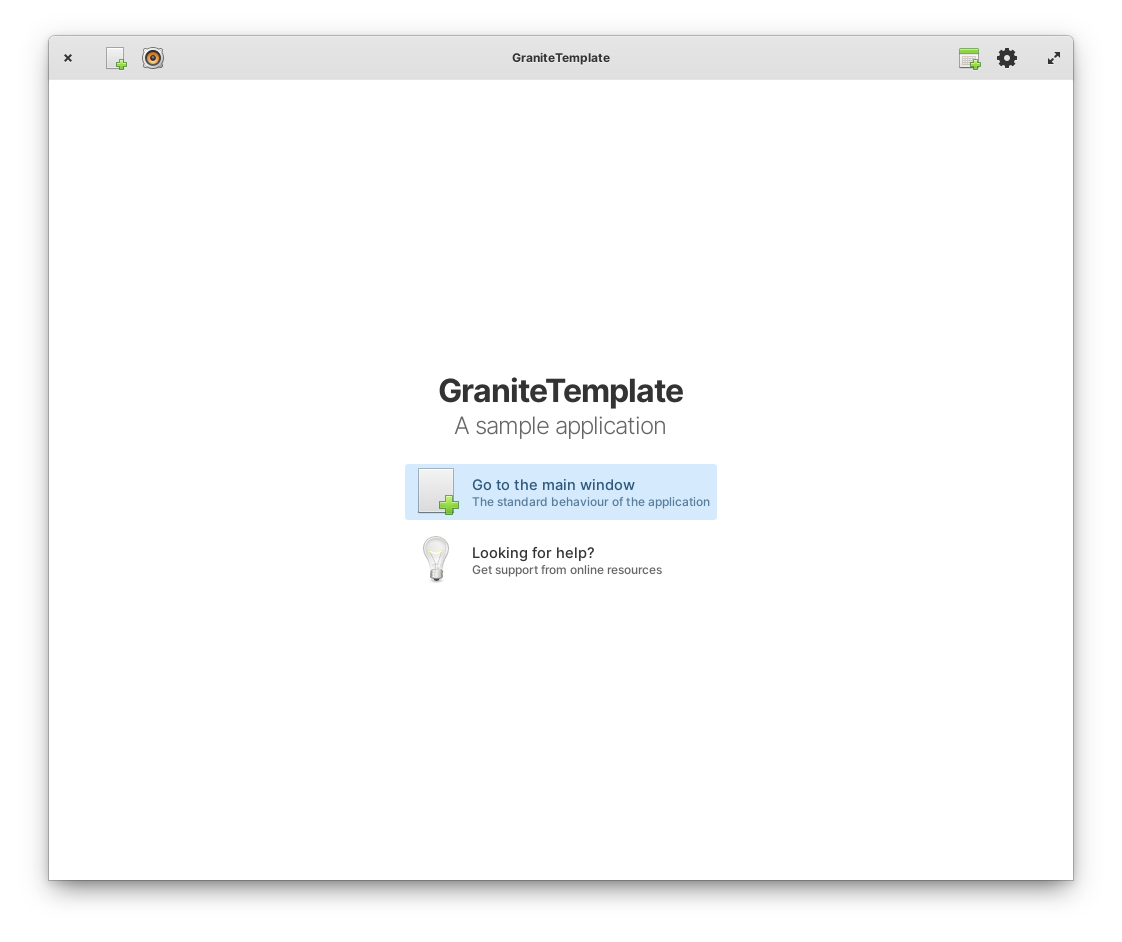 GraniteTemplate
GraniteTemplate
A sample application
Go to the main window
The standard behaviour of the application
Looking for help?
Get support from online resources